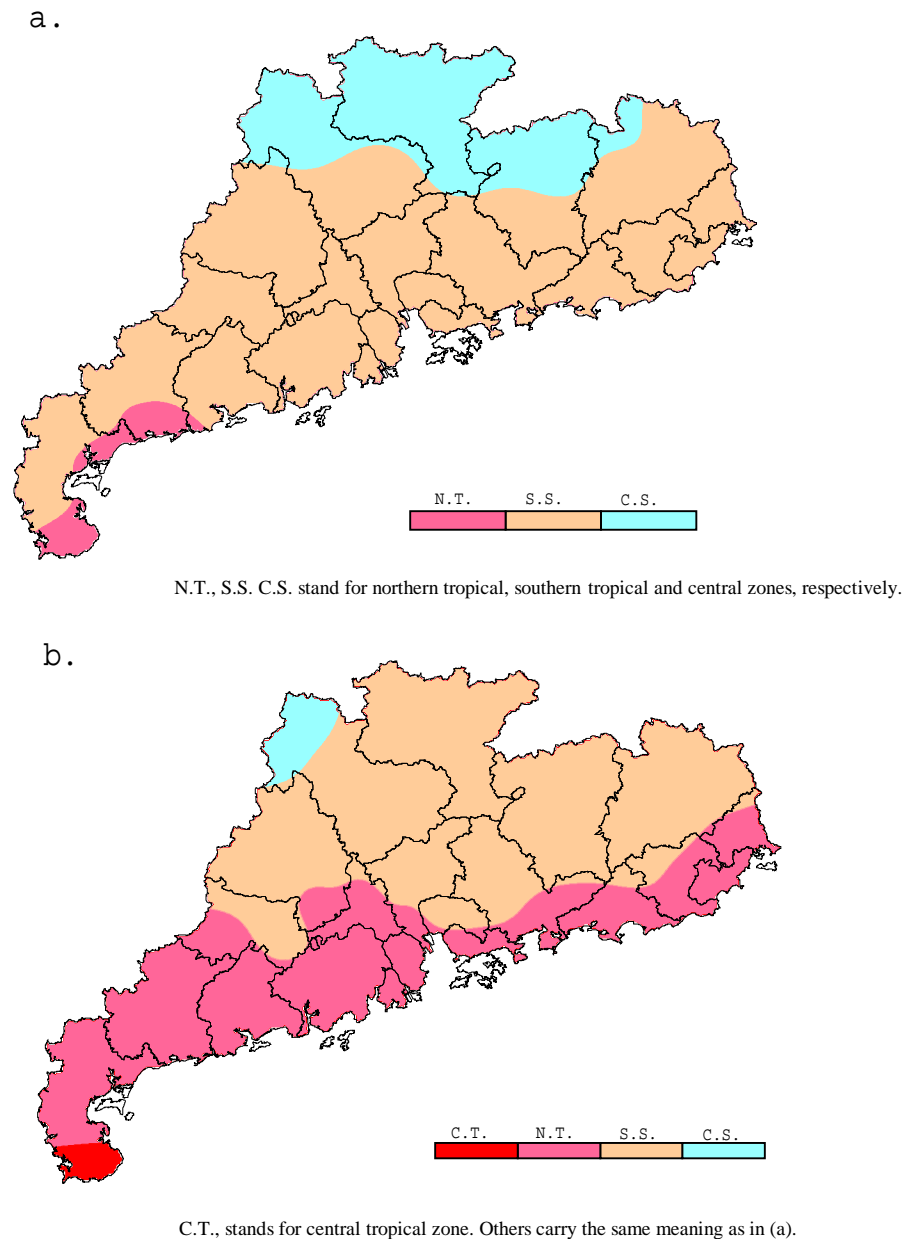 a.
N.T. S.S. C.S.
N.T., S.S. C.S. stand for northern tropical, southern tropical and central zones, respectively.
b.
C.T. N.T. S.S. C.S.
C.T., stands for central tropical zone. Others carry the same meaning as in (a).